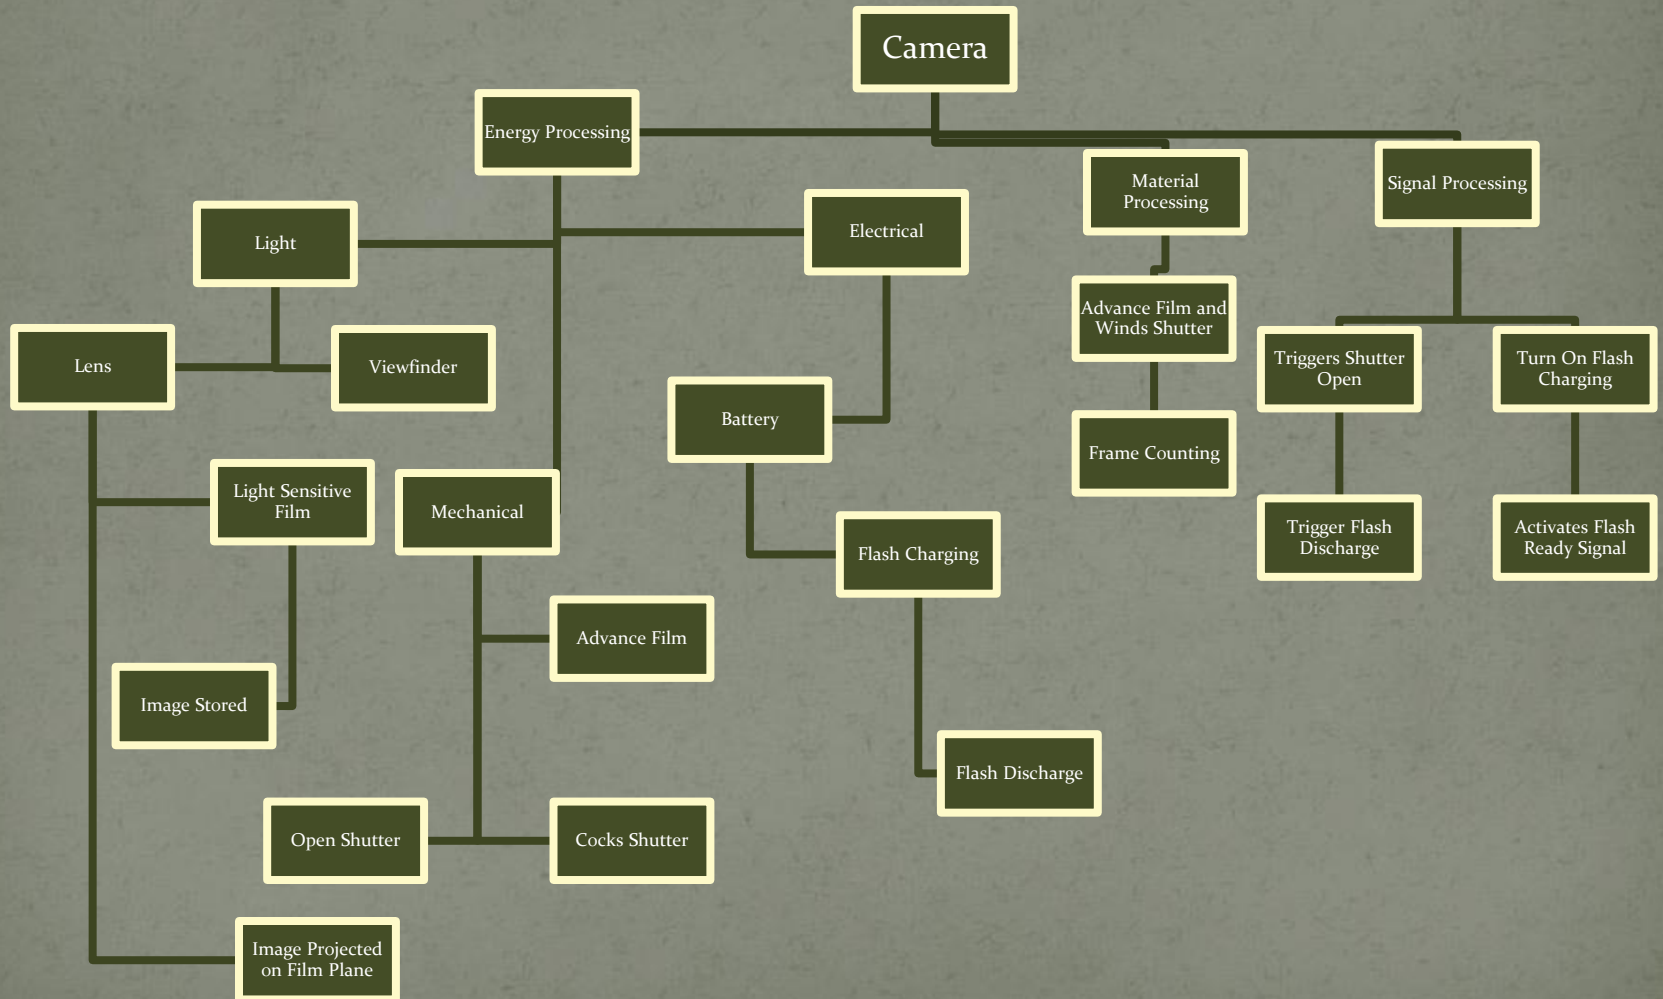 Camera
Energy Processing
Material
Processing
Signal Processing
Light
Electrical
Advance Film and
Winds Shutter
Lens
Viewfinder
Triggers Shutter
Open
Turn On Flash
Charging
Battery
Frame Counting
Light Sensitive
Film
Mechanical
Trigger Flash
Discharge
Activates Flash
Ready Signal
Flash Charging
Advance Film
Image Stored
Flash Discharge
Open Shutter
Cocks Shutter
Image Projected
on Film Plane